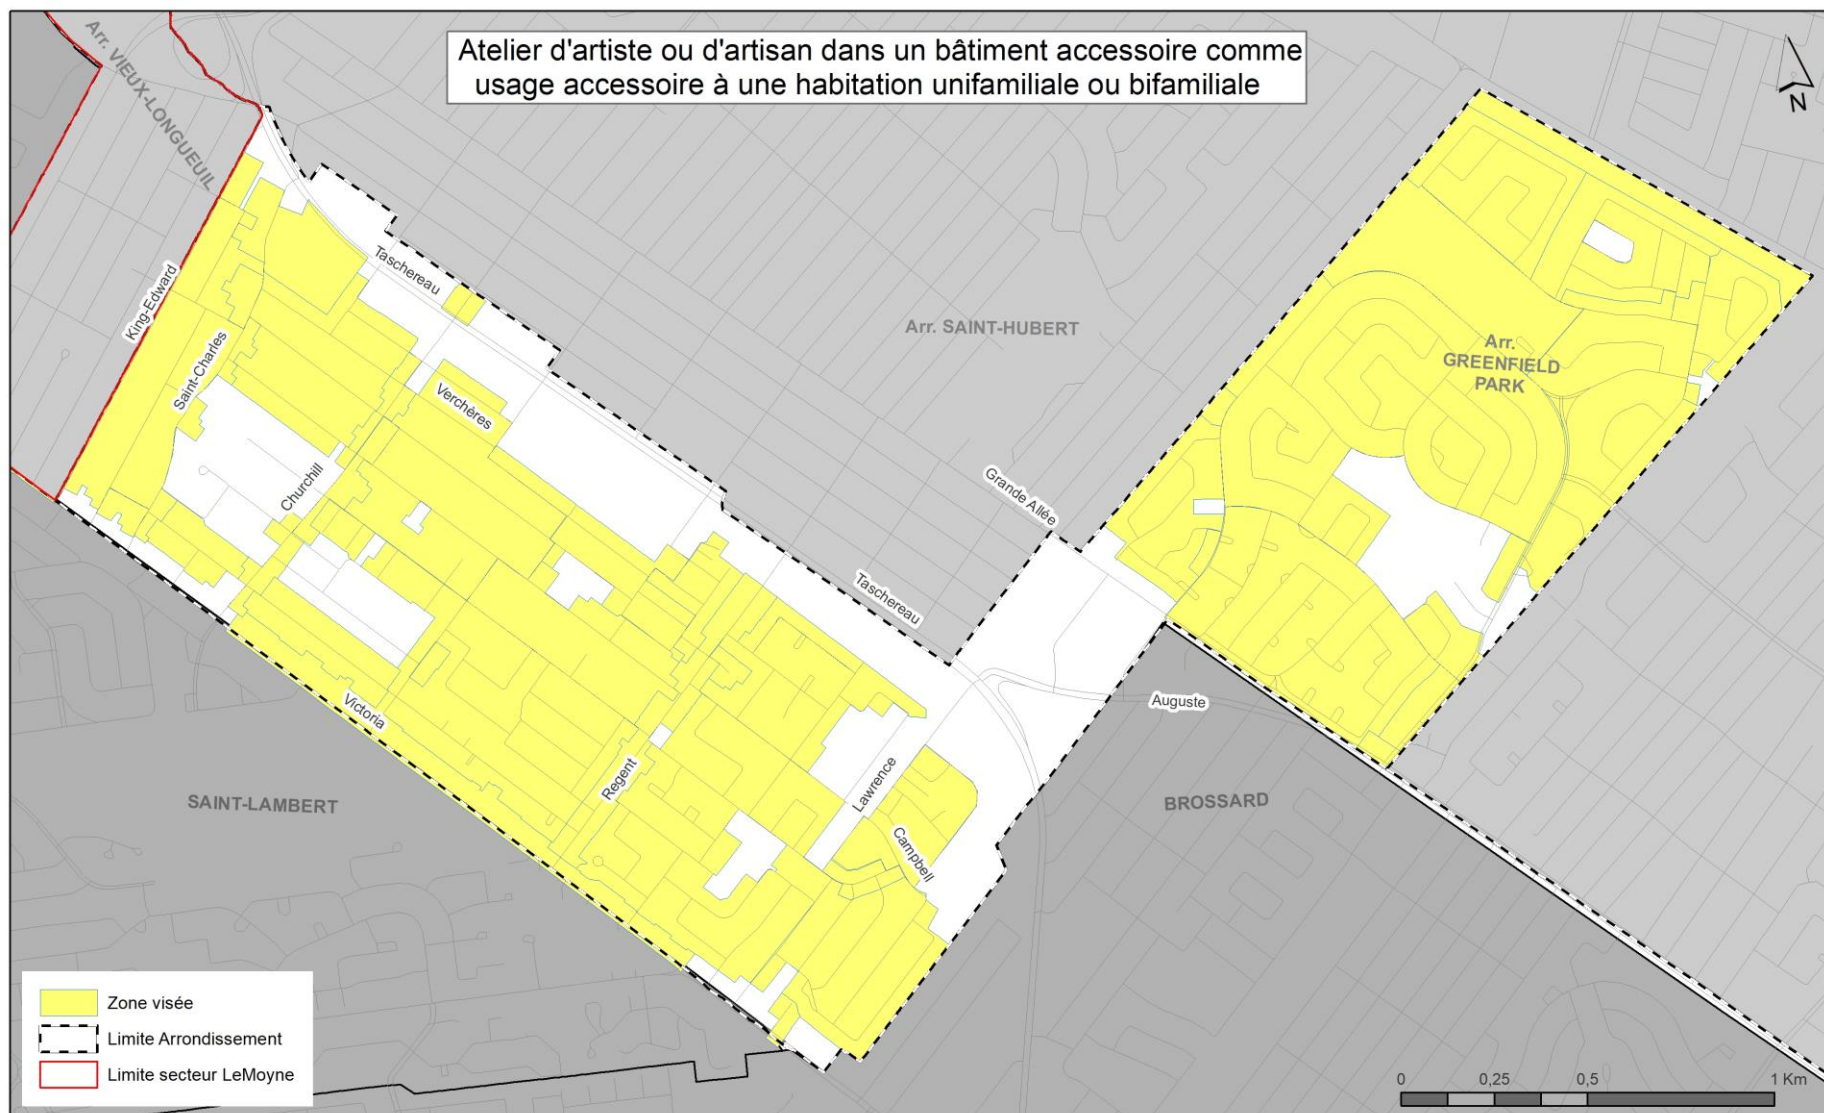 Atelier d'artiste ou d'artisan dans un bâtiment accessoire comme
usage accessoire à une habitation unifamiliale ou bifamiliale
N
Arr. VIEUX-LONGUEUIL
King-Edward
Saint-Charles
Taschereau
Verchères
Churchill
Arr. SAINT-HUBERT
Arr.
GREENFIELD
PARK
Grande Allée
Taschereau
Victoria
Regent
Lawrence
Campbell
Auguste
SAINT-LAMBERT
BROSSARD
Zone visée
Limite Arrondissement
Limite secteur LeMoyne
0 0,25 0,5 1 Km